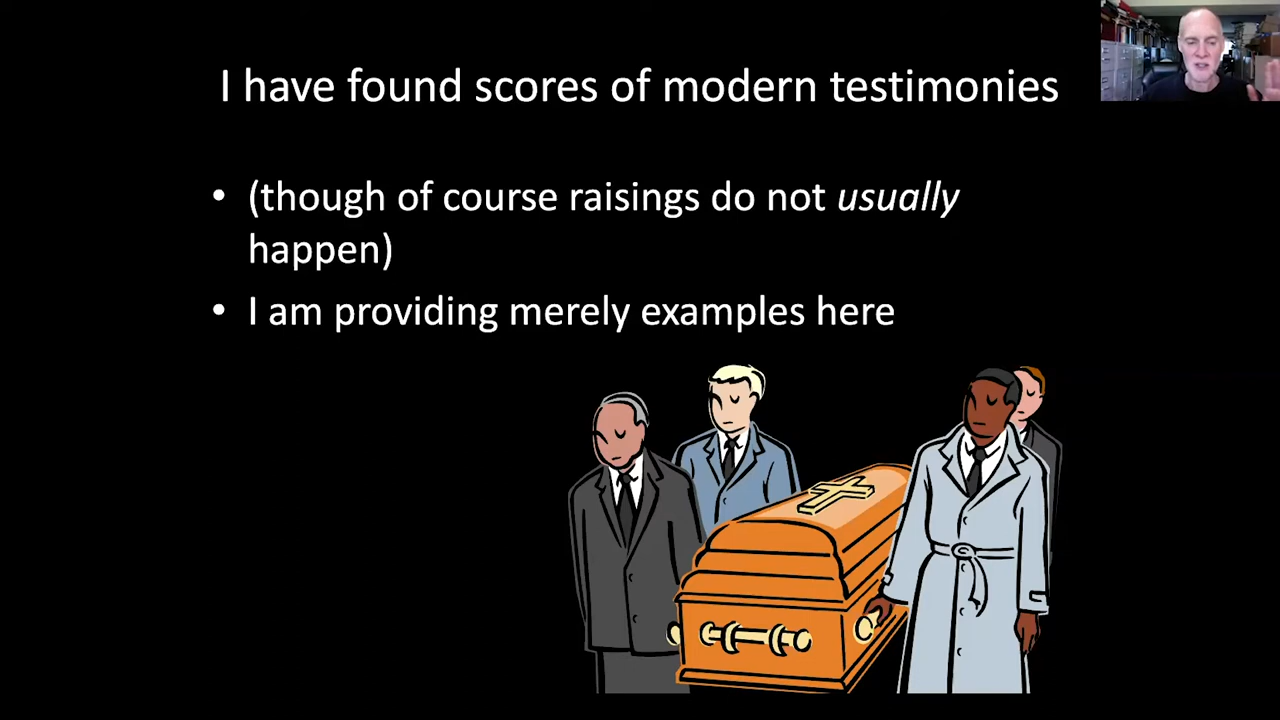 I have found scores of modern testimonies
• (though of course raisings do not usually
happen)
• I am providing merely examples here